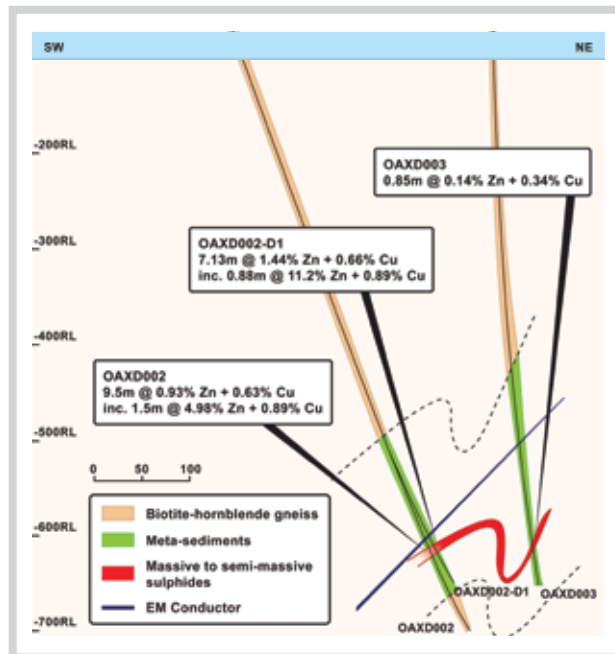 SW NE
-200RL
OAXD003
0.85m @ 0.14% Zn + 0.34% Cu
-300RL
OAXD002-D1
7.13m @ 1.44% Zn + 0.66% Cu
inc. 0.88m @ 11.2% Zn + 0.89% Cu
-400RL
OAXD002
9.5m @ 0.93% Zn + 0.63% Cu
inc. 1.5m @ 4.98% Zn + 0.89% Cu
-500RL
0 50 100
Biotite-hornblende gneiss
-600RL
Meta-sediments
Massive to semi-massive
sulphides
EM Conductor
OAXD002-D1
OAXD003
OAXD002
-700RL